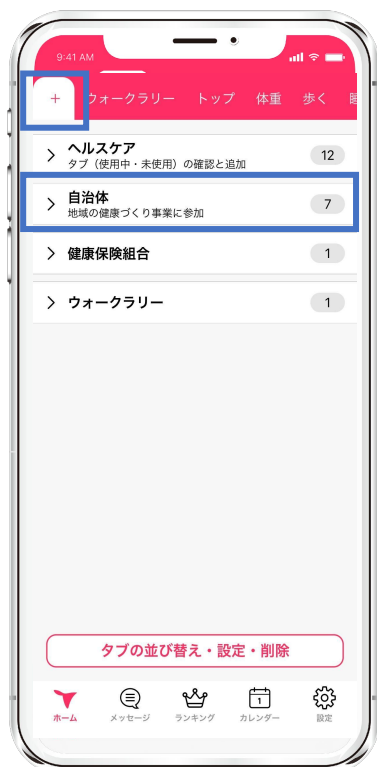 9:41 AM
+ ウォークラリー トップ 体重 歩く
ヘルスケア
タブ（使用中・未使用）の確認と追加
12
自治体
地域の健康づくり事業に参加
7
健康保険組合
1
ウォークラリー
1
タブの並び替え・設定・削除
ホーム メッセージ ランキング 1 カレンダー 設定